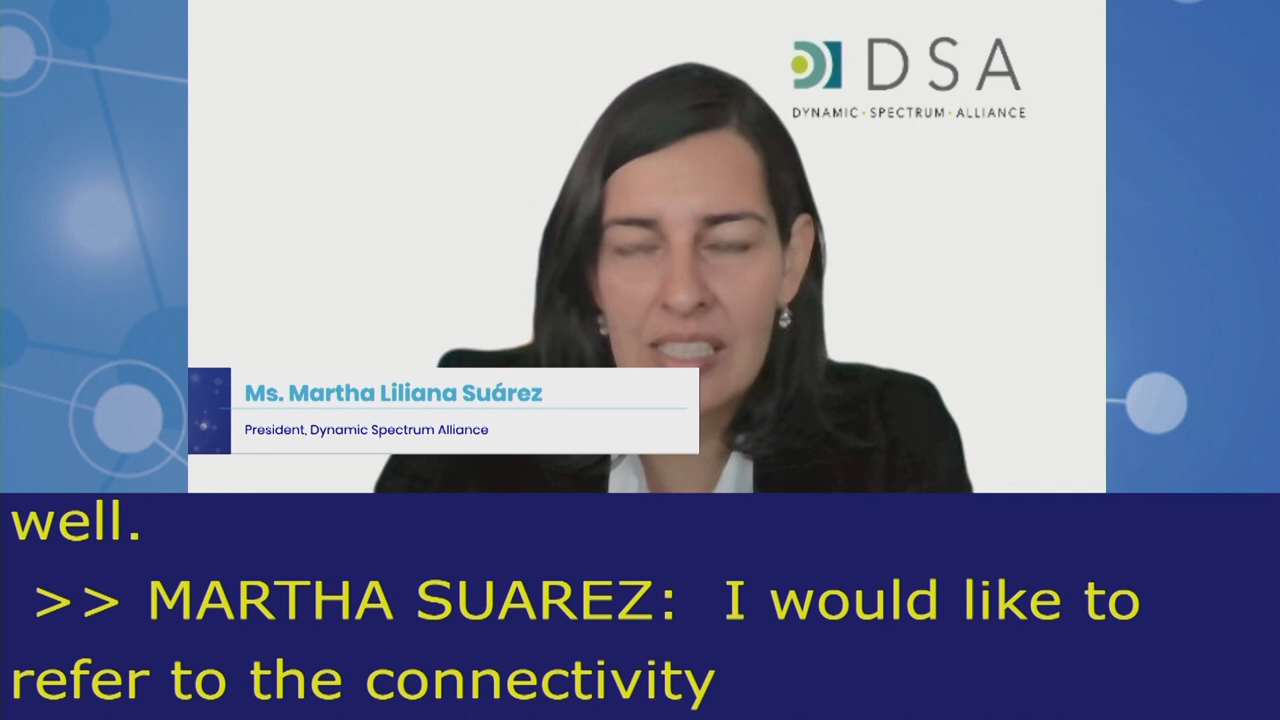 DSA
DYNAMIC·SPECTRUM·ALLIANCE
Ms. Martha Liliana Suárez
President, Dynamic Spectrum Alliance
well.
>> MARTHA SUAREZ:  I would like to
refer to the connectivity